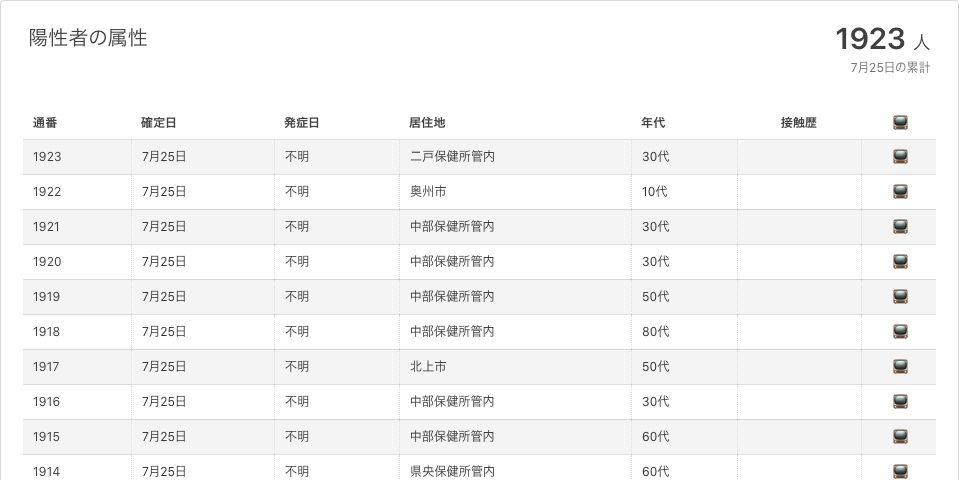 陽性者の属性
1923 人
7月25日の累計
通番 確定日 発症日 居住地 年代 接触歴
1923 7月25日 不明 二戸保健所管内 30代
1922 7月25日 不明 奥州市 10代
1921 7月25日 不明 中部保健所管内 30代
1920 7月25日 不明 中部保健所管内 30代
1919 7月25日 不明 中部保健所管内 50代
1918 7月25日 不明 中部保健所管内 80代
1917 7月25日 不明 北上市 50代
1916 7月25日 不明 中部保健所管内 30代
1915 7月25日 不明 中部保健所管内 60代
1914 7月25日 不明 県央保健所管内 60代